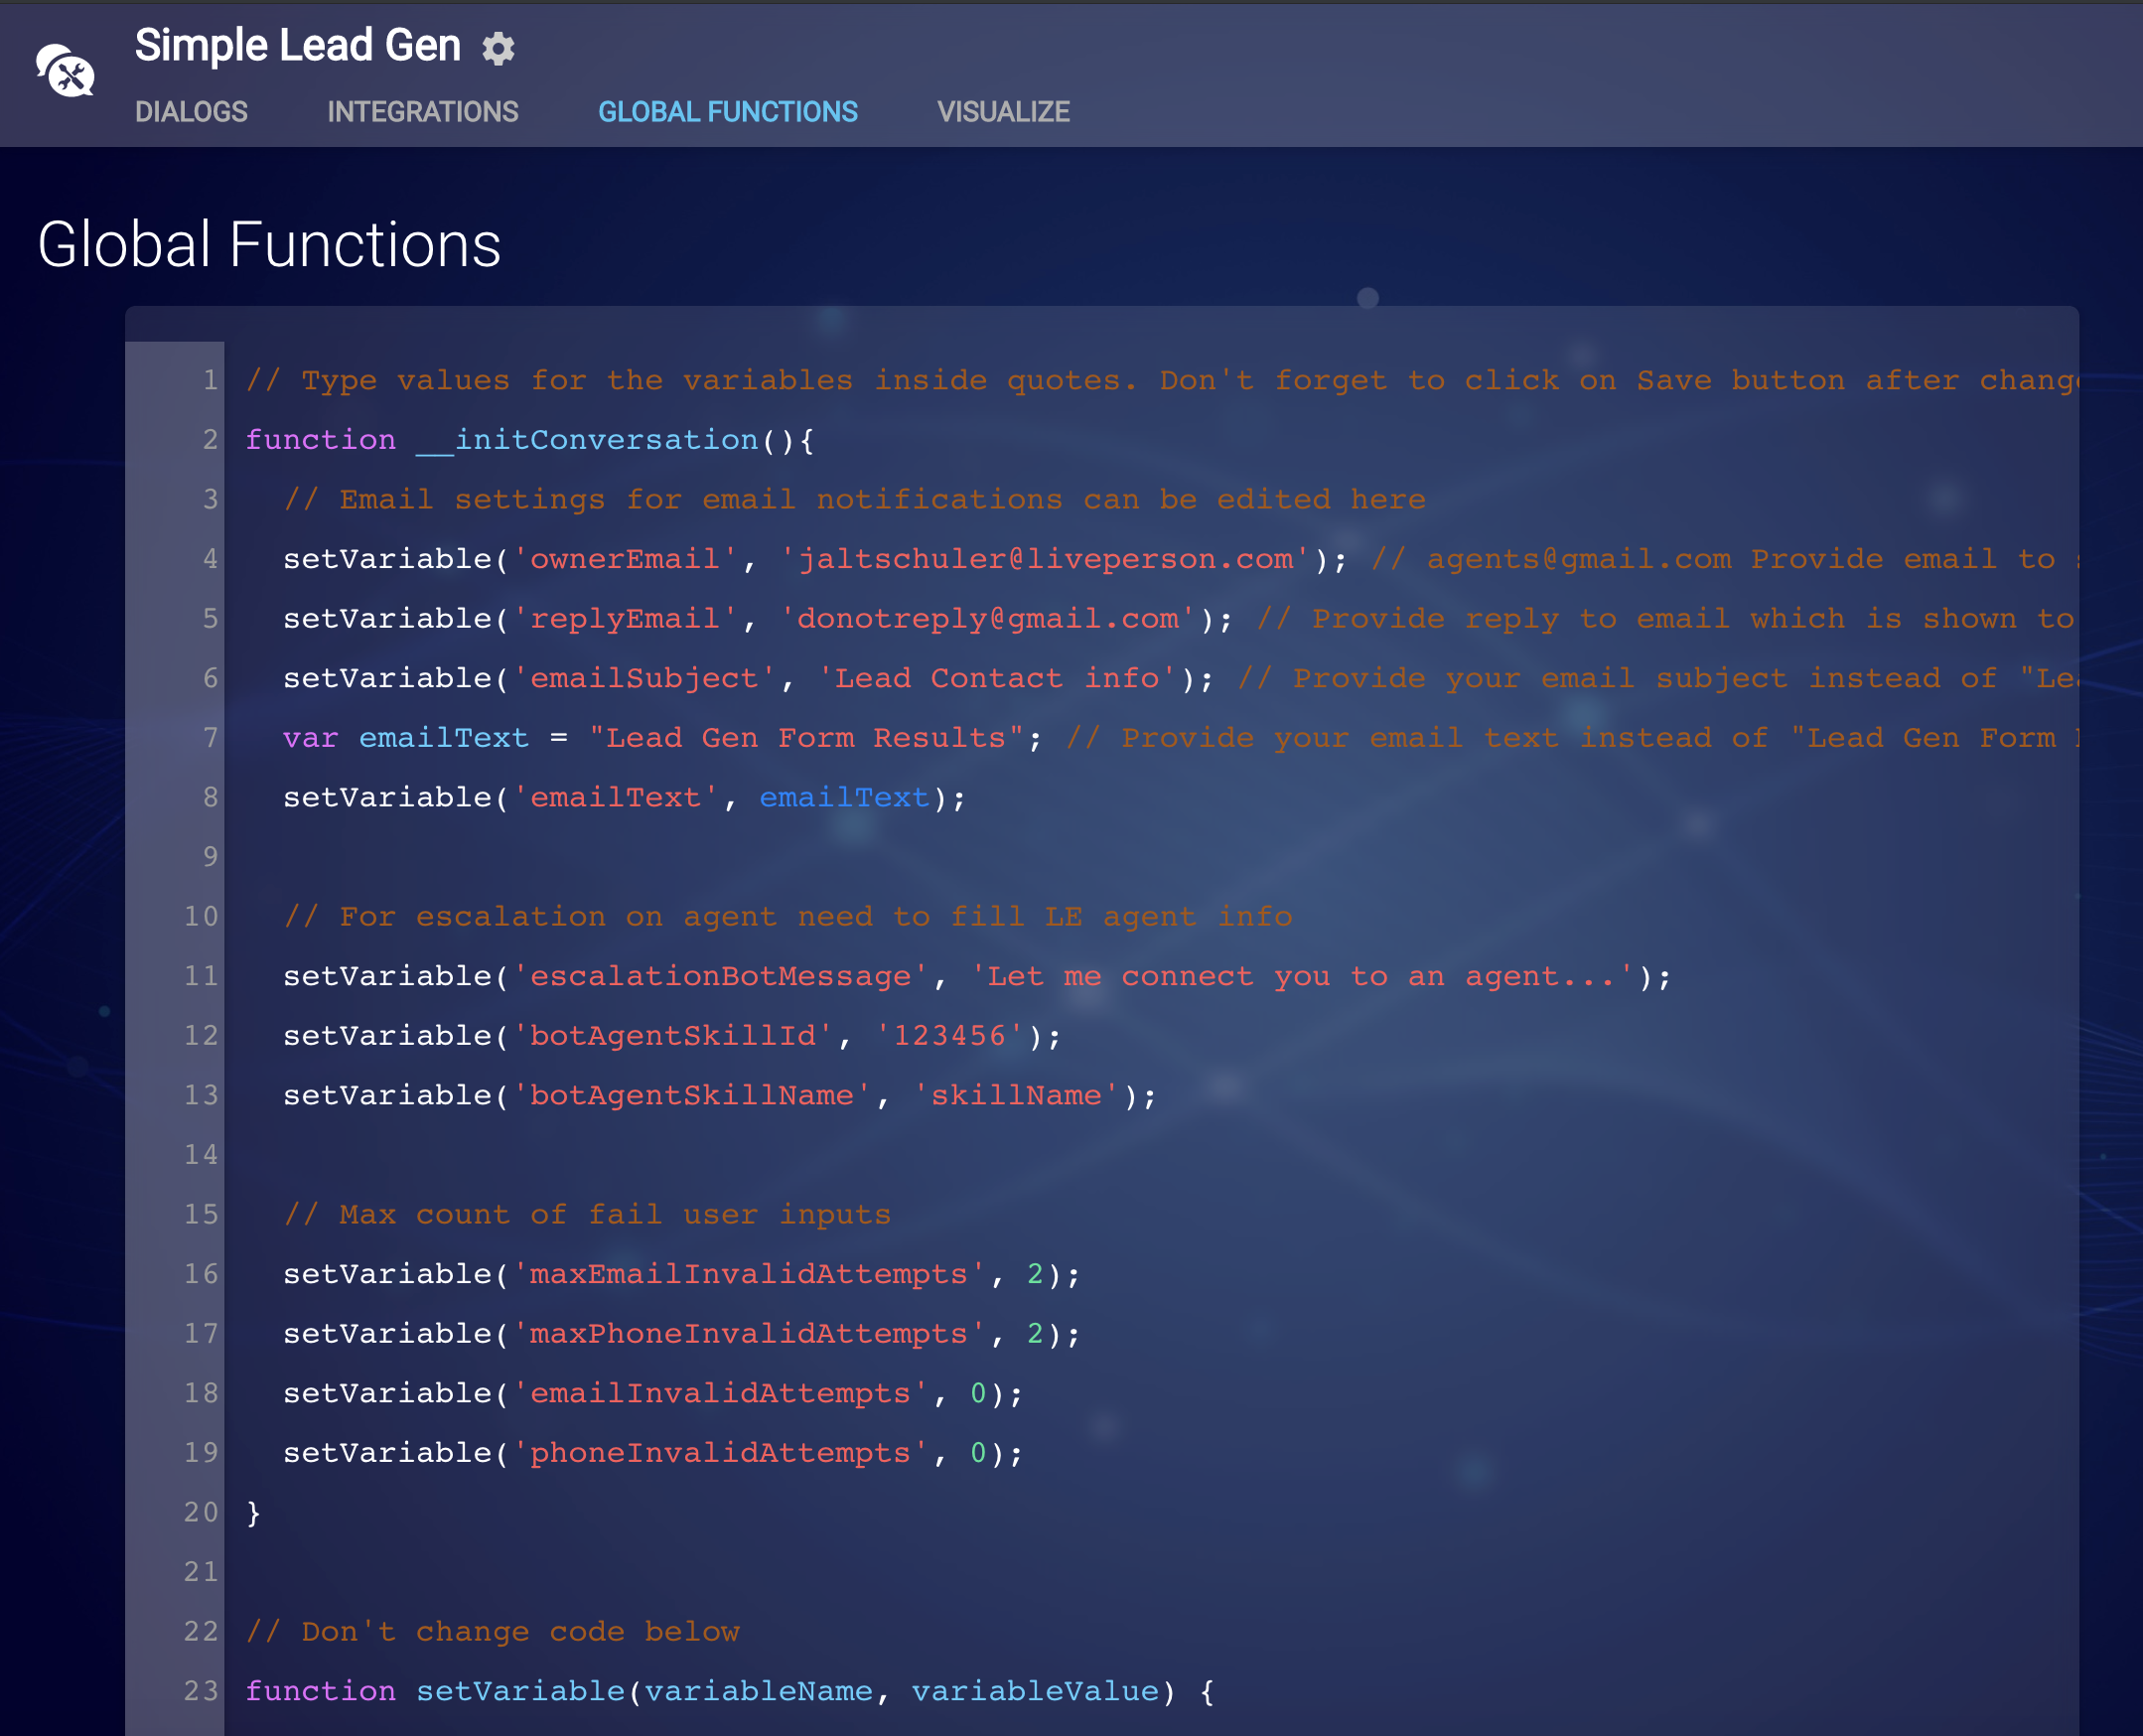 Simple Lead Gen
DIALOGS INTEGRATIONS GLOBAL FUNCTIONS VISUALIZE
Global Functions
1 // Type values for the variables inside quotes. Don't forget to click on Save button after
2 function __initConversation(){
3 // Email settings for email notifications can be edited here
4 setVariable('ownerEmail', 'jaltschuler@liveperson.com'); // agents@gmail.com Provide email to
5 setVariable('replyEmail', 'donotreply@gmail.com'); // Provide reply to email which is shown to
6 setVariable('emailSubject', 'Lead Contact info'); // Provide your email subject instead of
7 var emailText = "Lead Gen Form Results"; // Provide your email text instead of "Lead Gen Form
8 setVariable('emailText', emailText);
9
10 // For escalation on agent need to fill LE agent info
11 setVariable('escalationBotMessage', 'Let me connect you to an agent...');
12 setVariable('botAgentSkillId', '123456');
13 setVariable('botAgentSkillName', 'skillName');
14
15 // Max count of fail user inputs
16 setVariable('maxEmailInvalidAttempts', 2);
17 setVariable('maxPhoneInvalidAttempts', 2);
18 setVariable('emailInvalidAttempts', 0);
19 setVariable('phoneInvalidAttempts', 0);
20 }
21
22 // Don't change code below
23 function setVariable(variableName, variableValue) {